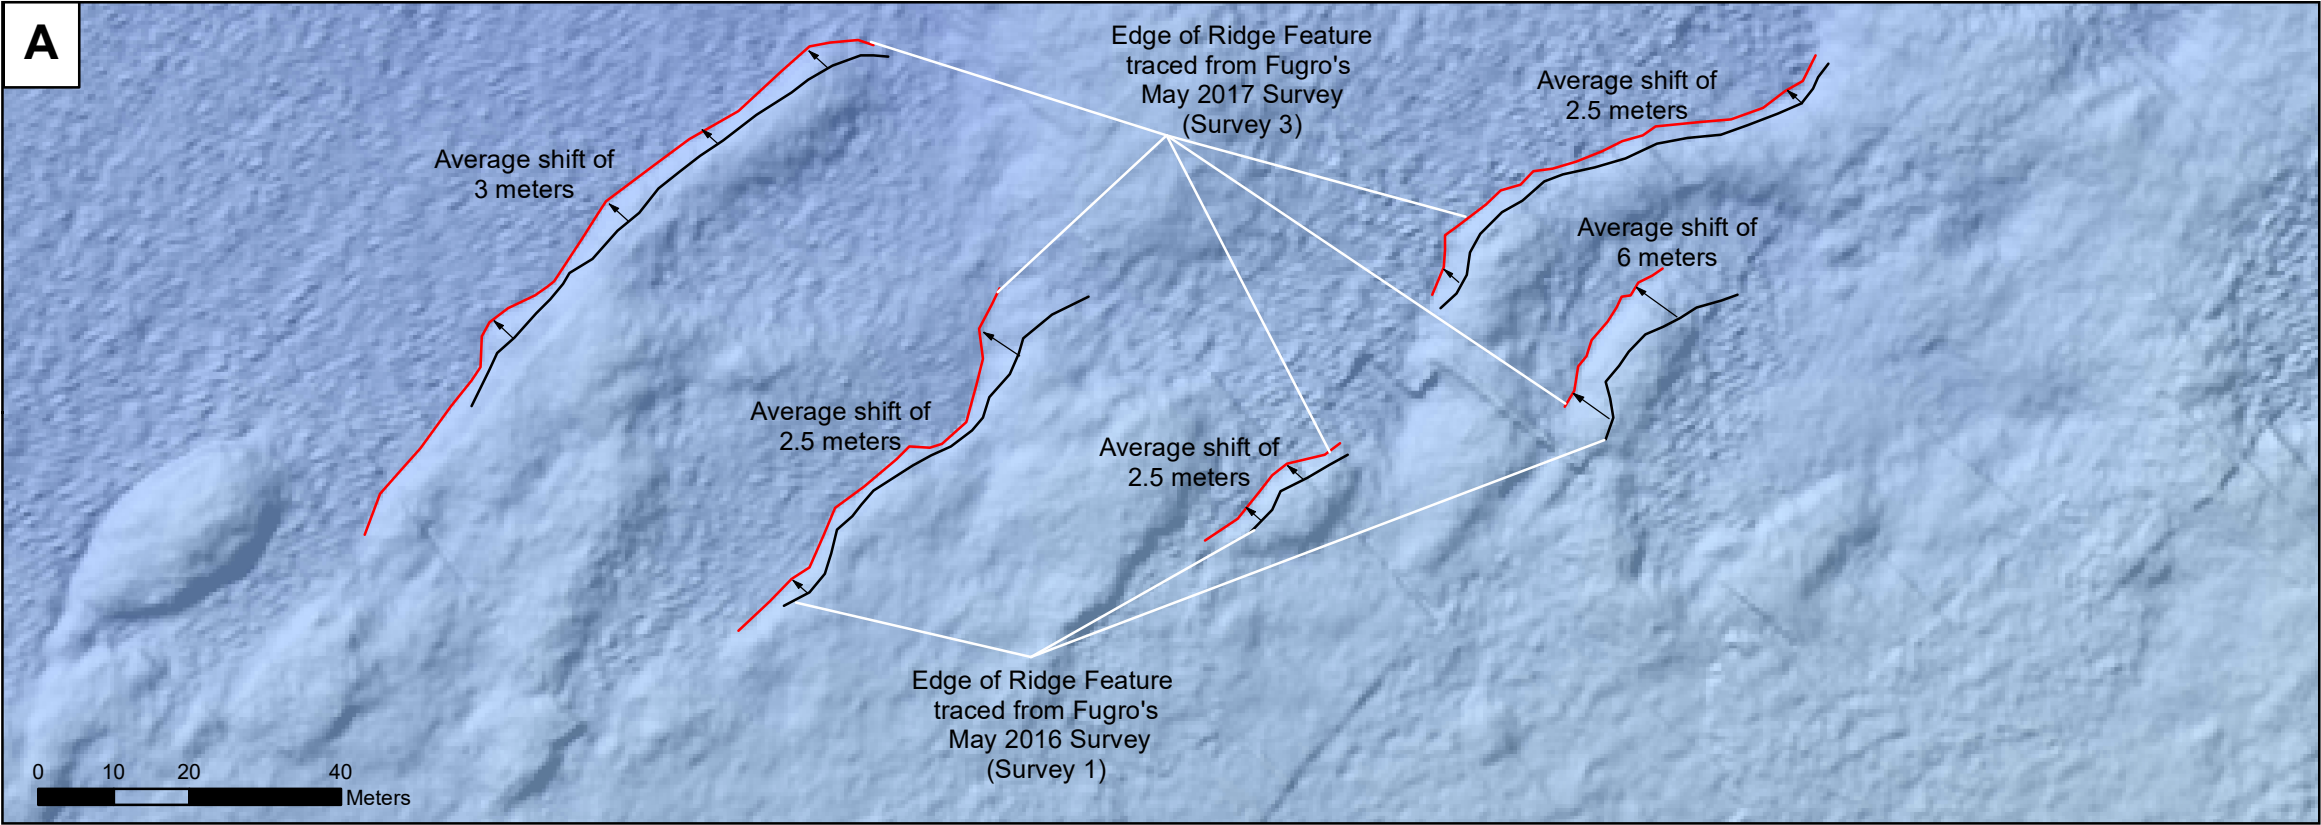 A
Edge of Ridge Feature
traced from Fugro's
May 2017 Survey
(Survey 3)
Average shift of
2.5 meters
Average shift of
3 meters
Average shift of
6 meters
Average shift of
2.5 meters
Average shift of
2.5 meters
Edge of Ridge Feature
traced from Fugro's
May 2016 Survey
(Survey 1)
0 10 20 40
Meters